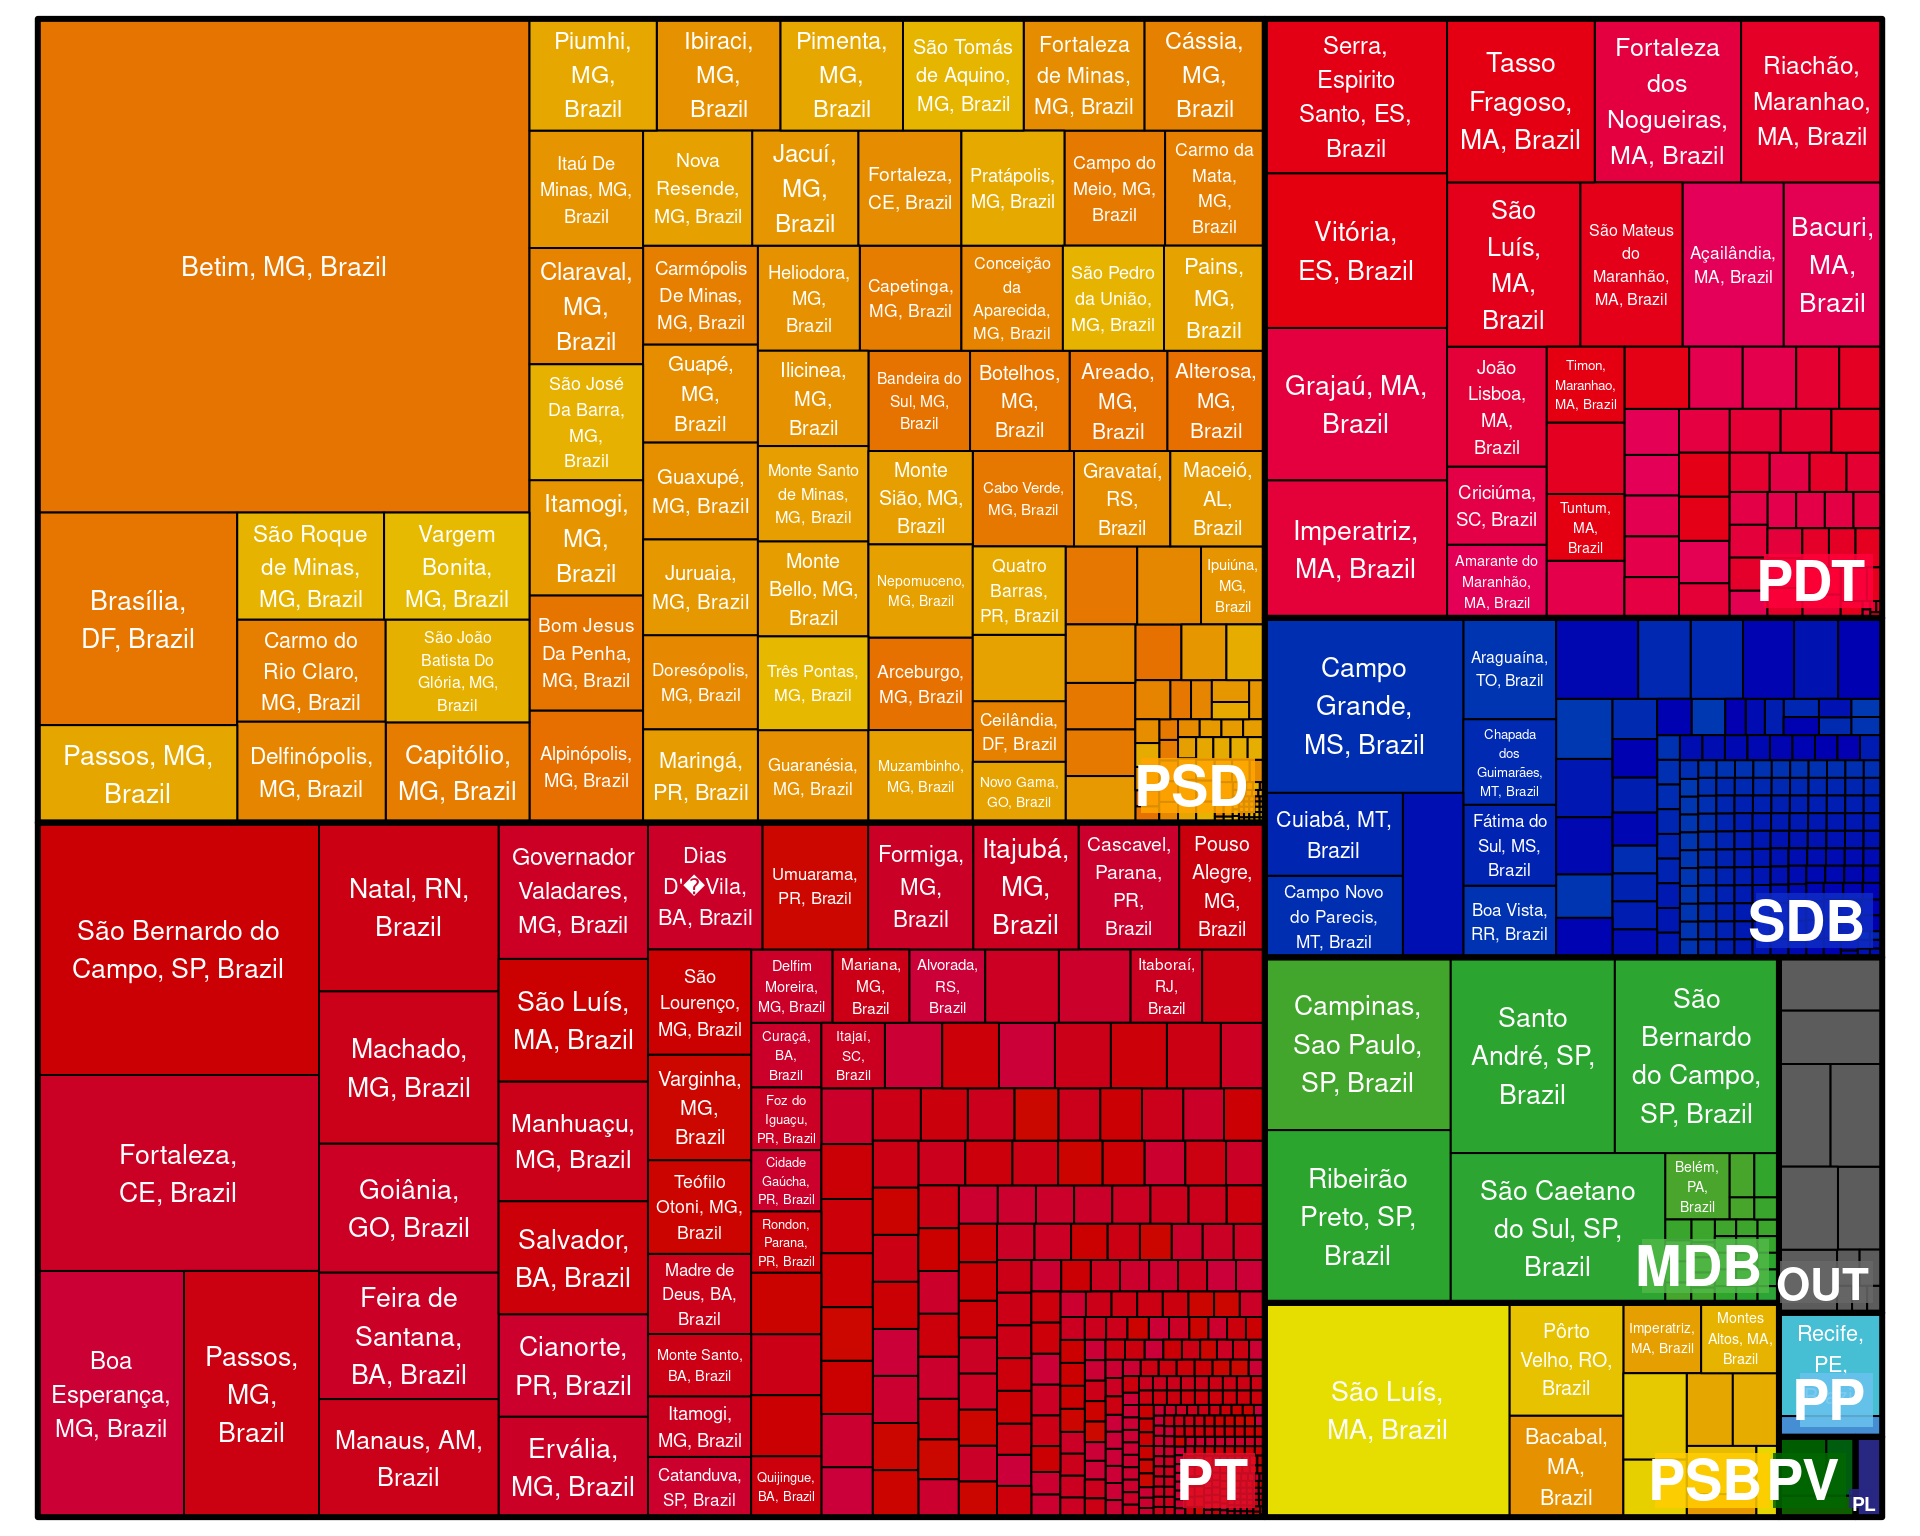 Betim, MG, Brazil
Brasília,
DF, Brazil
Passos, MG,
Brazil
São Roque
de Minas,
MG, Brazil
Vargem
Bonita,
MG, Brazil
Carmo do
Rio Claro,
MG, Brazil
São João
Batista Do
Glória, MG,
Brazil
Delfinópolis,
MG, Brazil
Capitólio,
MG, Brazil
Piumhi,
MG,
Brazil
Ibiraci,
MG,
Brazil
Pimenta,
MG,
Brazil
São Tomás
de Aquino,
MG, Brazil
Fortaleza
de Minas,
MG, Brazil
Cássia,
MG,
Brazil
Itaú De
Minas, MG,
Brazil
Claraval,
MG,
Brazil
São José
Da Barra,
MG,
Brazil
Itamogi,
MG,
Brazil
Bom Jesus
Da Penha,
MG, Brazil
Alpinópolis,
MG, Brazil
Nova
Resende,
MG, Brazil
Jacuí,
MG,
Brazil
Fortaleza,
CE, Brazil
Pratápolis,
MG, Brazil
Campo do
Meio, MG,
Brazil
Carmo da
Mata,
MG,
Brazil
Carmópolis
De Minas,
MG, Brazil
Guapé,
MG,
Brazil
Guaxupé,
MG, Brazil
Juruaia,
MG, Brazil
Doresópolis,
MG, Brazil
Maringá,
PR, Brazil
Heliodora,
MG,
Brazil
Capetinga,
MG, Brazil
Conceição
da
Aparecida,
MG, Brazil
São Pedro
da União,
MG, Brazil
Pains,
MG,
Brazil
Ilicinea,
MG,
Brazil
Monte Santo
de Minas,
MG, Brazil
Monte
Bello, MG,
Brazil
Três Pontas,
MG, Brazil
Guaranésia,
MG, Brazil
Bandeira do
Sul, MG,
Brazil
Botelhos,
MG,
Brazil
Areado,
MG,
Brazil
Alterosa,
MG,
Brazil
Monte
Sião, MG,
Brazil
Nepomuceno,
MG, Brazil
Arceburgo,
MG, Brazil
Muzambinho,
MG, Brazil
Cabo Verde,
MG, Brazil
Gravataí,
RS,
Brazil
Maceió,
AL,
Brazil
Quatro
Barras,
PR, Brazil
Ceilândia,
DF, Brazil
Novo Gama,
GO, Brazil
Ipuiúna,
MG,
Brazil
PSD
São Bernardo do
Campo, SP, Brazil
Fortaleza,
CE, Brazil
Boa
Esperança,
MG, Brazil
Passos,
MG,
Brazil
Natal, RN,
Brazil
Machado,
MG, Brazil
Goiânia,
GO, Brazil
Feira de
Santana,
BA, Brazil
Manaus, AM,
Brazil
Governador
Valadares,
MG, Brazil
São Luís,
MA, Brazil
Manhuaçu,
MG, Brazil
Salvador,
BA, Brazil
Cianorte,
PR, Brazil
Ervália,
MG, Brazil
Dias
D'�Vila,
BA, Brazil
Umuarama,
PR, Brazil
Formiga,
MG,
Brazil
Itajubá,
MG,
Brazil
Cascavel,
Parana,
PR,
Brazil
Pouso
Alegre,
MG,
Brazil
São
Lourenço,
MG, Brazil
Varginha,
MG,
Brazil
Teófilo
Otoni, MG,
Brazil
Madre de
Deus, BA,
Brazil
Monte Santo,
BA, Brazil
Itamogi,
MG, Brazil
Catanduva,
SP, Brazil
Delfim
Moreira,
MG, Brazil
Mariana,
MG,
Brazil
Alvorada,
RS,
Brazil
Itaboraí,
RJ,
Brazil
Curaçá,
BA,
Brazil
Itajaí,
SC,
Brazil
Foz do
Iguaçu,
PR, Brazil
Cidade
Gaúcha,
PR, Brazil
Rondon,
Parana,
PR, Brazil
Quijingue,
BA, Brazil
PT
Serra,
Espirito
Santo, ES,
Brazil
Vitória,
ES, Brazil
Grajaú, MA,
Brazil
Imperatriz,
MA, Brazil
Tasso
Fragoso,
MA, Brazil
Fortaleza
dos
Nogueiras,
MA, Brazil
Riachão,
Maranhao,
MA, Brazil
São
Luís,
MA,
Brazil
São Mateus
do
Maranhão,
MA, Brazil
Açailândia,
MA, Brazil
Bacuri,
MA,
Brazil
João
Lisboa,
MA,
Brazil
Criciúma,
SC, Brazil
Amarante do
Maranhão,
MA, Brazil
Timon,
Maranhao,
MA, Brazil
Tuntum,
MA,
Brazil
PDT
Campo
Grande,
MS, Brazil
Cuiabá, MT,
Brazil
Campo Novo
do Parecis,
MT, Brazil
Araguaína,
TO, Brazil
Chapada
dos
Guimarães,
MT, Brazil
Fátima do
Sul, MS,
Brazil
Boa Vista,
RR, Brazil
SDB
Campinas,
Sao Paulo,
SP, Brazil
Ribeirão
Preto, SP,
Brazil
Santo
André, SP,
Brazil
São
Bernardo
do Campo,
SP, Brazil
São Caetano
do Sul, SP,
Brazil
Belém,
PA,
Brazil
MDB
OUT
São Luís,
MA, Brazil
Pôrto
Velho, RO,
Brazil
Bacabal,
MA,
Brazil
Imperatriz,
MA, Brazil
Montes
Altos, MA,
Brazil
PSB
Recife,
PE,
PP
PV
PL